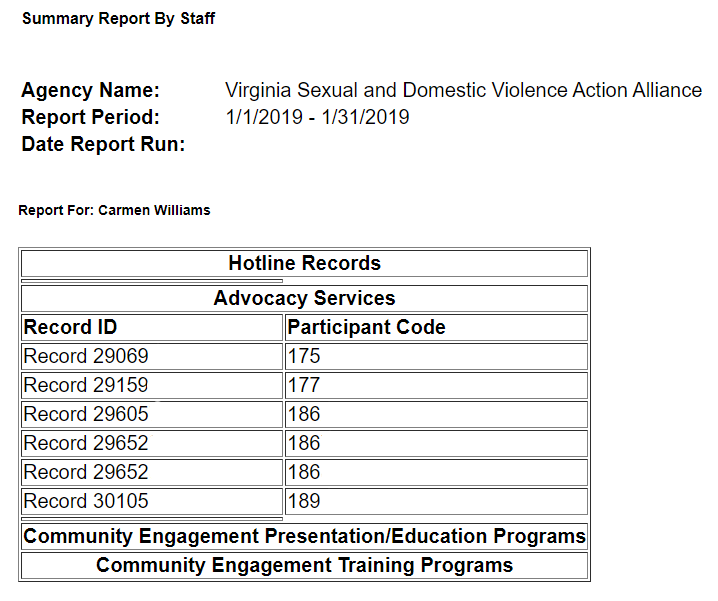 Summary Report By Staff
Agency Name: Virginia Sexual and Domestic Violence Action Alliance
Report Period: 1/1/2019 - 1/31/2019
Date Report Run:
Report For: Carmen Williams
Hotline Records
Advocacy Services
Record ID Participant Code
Record 29069 175
Record 29159 177
Record 29605 186
Record 29652 186
Record 29652 186
Record 30105 189
Community Engagement Presentation/Education Programs
Community Engagement Training Programs